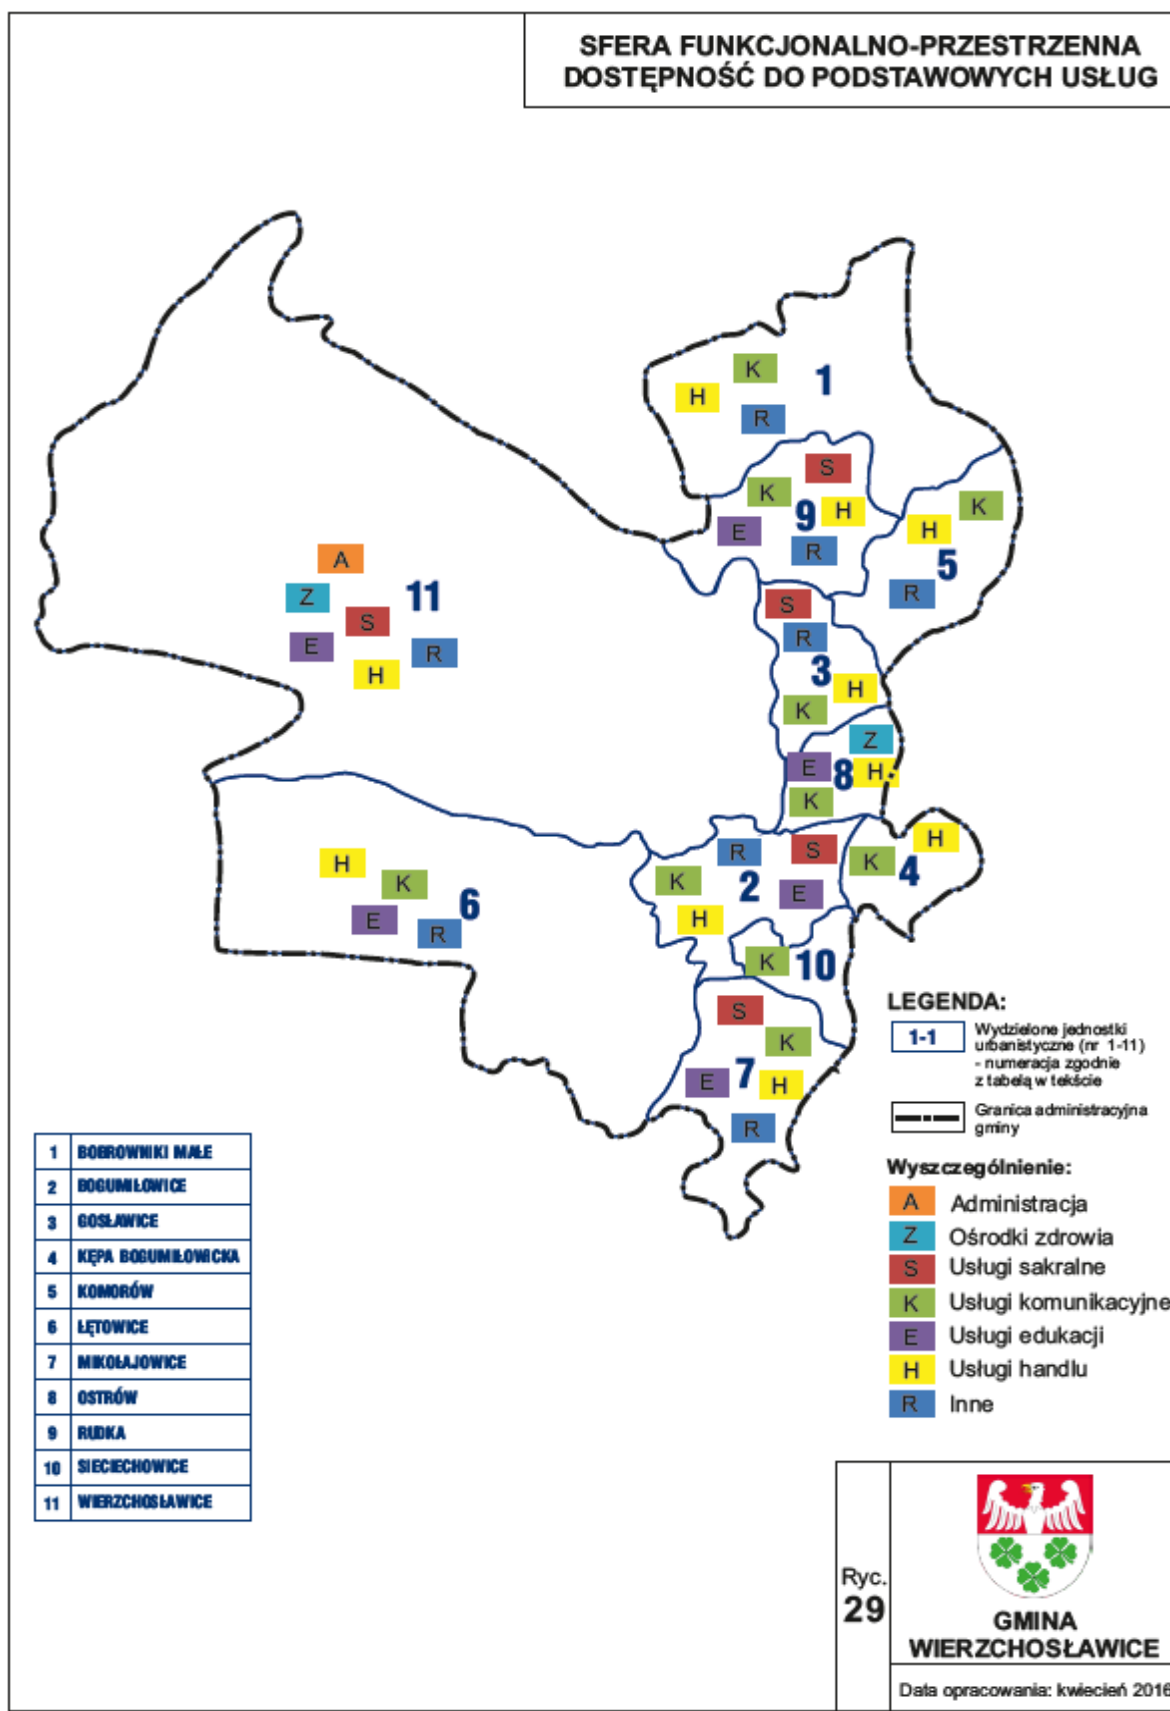 SFERA FUNKCJONALNO-PRZESTRZENNA
DOSTĘPNOŚĆ DO PODSTAWOWYCH USŁUG
K
1
H
R
S
K
9
H
E
R
K
H
5
R
A
Z
11
S
E
R
H
S
R
3
H
K
Z
E
8
H
K
R
S
K
2
E
H
H
K
4
H
K
6
E
R
K
10
S
K
7
E
H
R
LEGENDA:
1-1
Wydzielone jednostki
urbanistyczne (nr 1-11)
- numeracja zgodnie
z tabelą w tekście
Granica administracyjna
gminy
Wyszczególnienie:
A Administracja
Z Ośrodki zdrowia
S Usługi sakralne
K Usługi komunikacyjne
E Usługi edukacji
H Usługi handlu
R Inne
1 BOBROWNIKI MAŁE
2 BOGUMIŁOWICE
3 GOSŁAWICE
4 KĘPA BOGUMIŁOWICKA
5 KOMORÓW
6 ŁĘTOWICE
7 MIKOŁAJOWICE
8 OSTRÓW
9 RUDKA
10 SIECIECHOWICE
11 WIERZCHOSŁAWICE
Ryc.
29
GMINA
WIERZCHOSŁAWICE
Data opracowania: kwiecień 2016